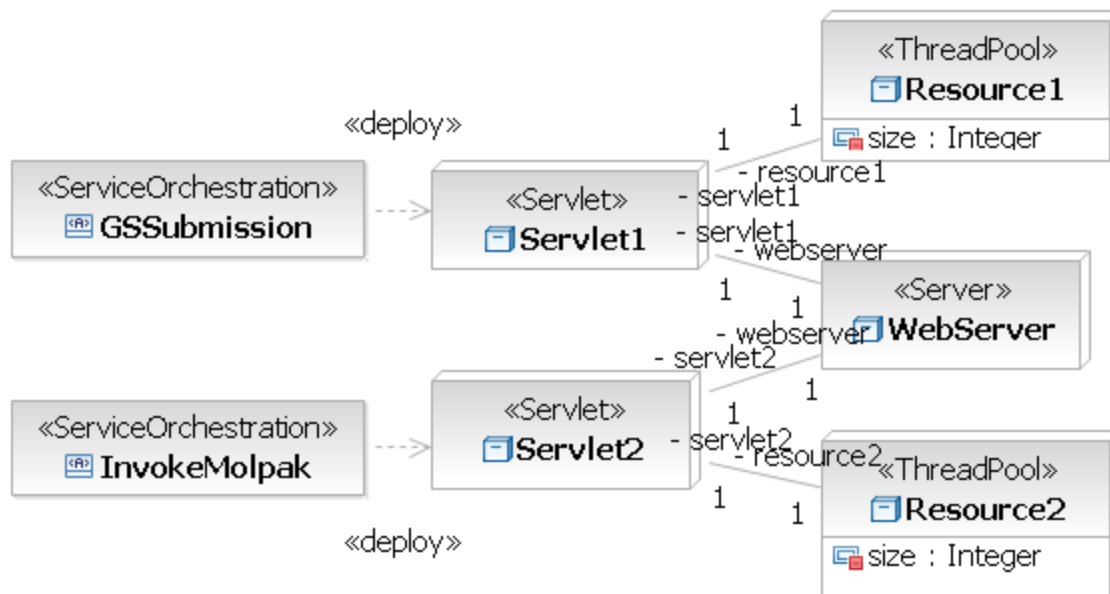 «ThreadPool»
Resource1
size : Integer
«deploy»
1
1
- resource1
«ServiceOrchestration»
GSSubmission
«Servlet»
Servlet1
- servlet1
- servlet1
- webserver
1
1
«Server»
WebServer
- webserver
- servlet2
1
1
«ServiceOrchestration»
InvokeMolpak
«Servlet»
Servlet2
- servlet2
- resource2
1
1
«ThreadPool»
Resource2
size : Integer
«deploy»